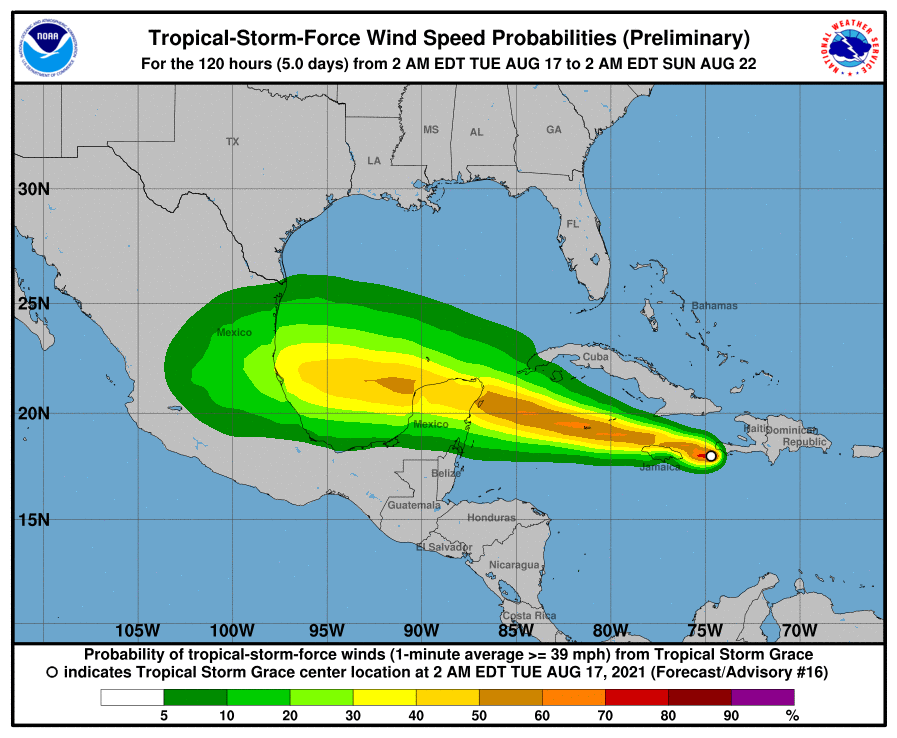 Tropical-Storm-Force Wind Speed Probabilities (Preliminary)
For the 120 hours (5.0 days) from 2 AM EDT TUE AUG 17 to 2 AM EDT SUN AUG 22
NOAA
NATIONAL WEATHER SERVICE
TX
LA
MS
AL
GA
FL
30N
25N
20N
15N
Bahamas
Mexico
Cuba
Mexico
Haiti
Dominican
Republic
Jamaica
Belize
Guatemala
Honduras
El Salvador
Nicaragua
Costa Rica
105W 100W 95W 90W 85W 80W 75W 70W
Probability of tropical-storm-force winds (1-minute average >= 39 mph) from Tropical Storm Grace
indicates Tropical Storm Grace center location at 2 AM EDT TUE AUG 17, 2021 (Forecast/Advisory #16)
5 10 20 30 40 50 60 70 80 90 %